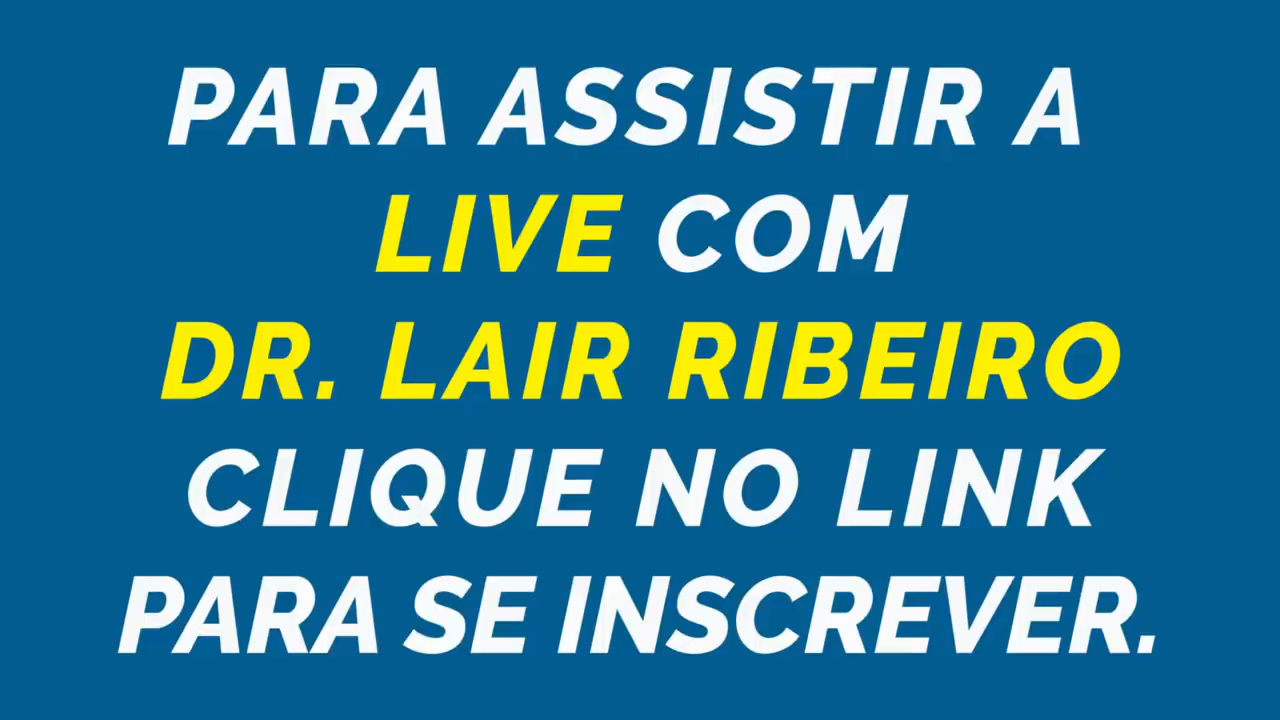 PARA ASSISTIR A
LIVE COM
DR. LAIR RIBEIRO
CLIQUE NO LINK
PARA SE INSCREVER.